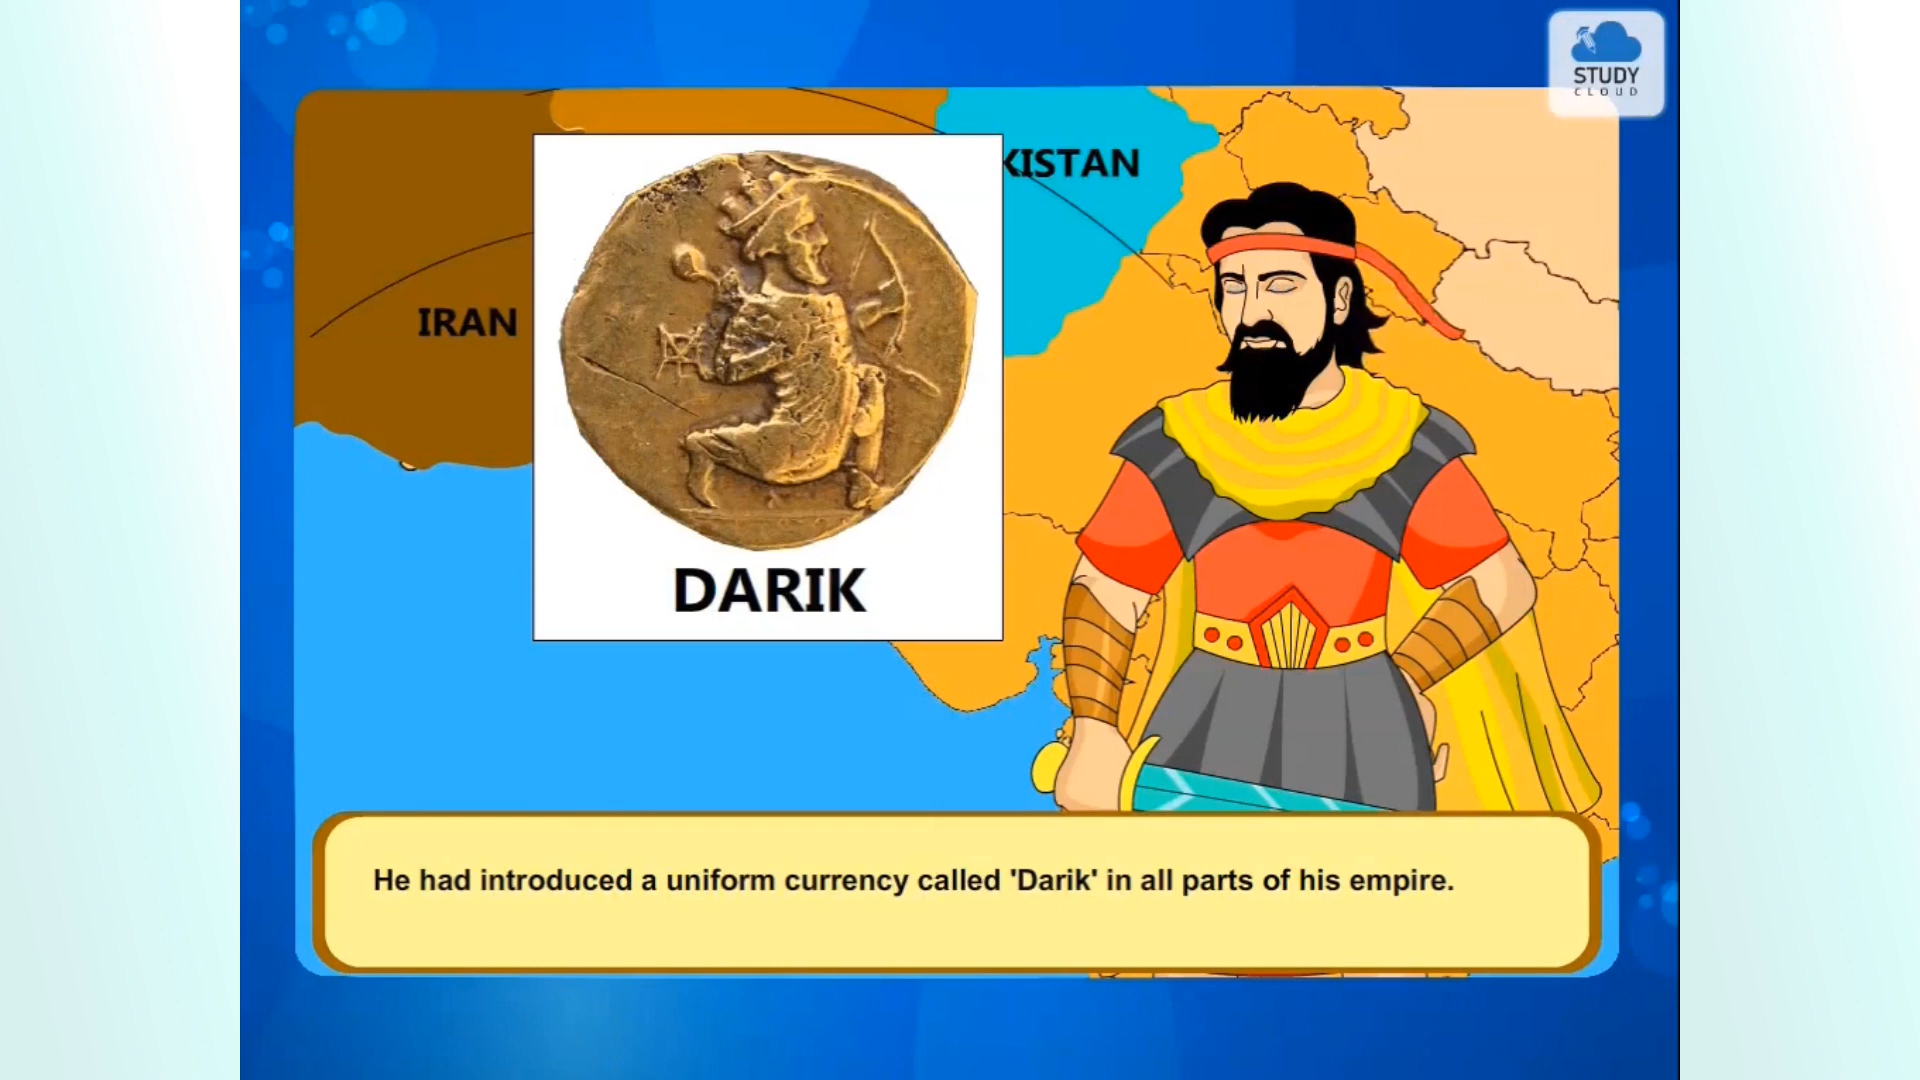 STUDY
CLOUD
KISTAN
IRAN
DARIK
He had introduced a uniform currency called 'Darik' in all parts of his empire.